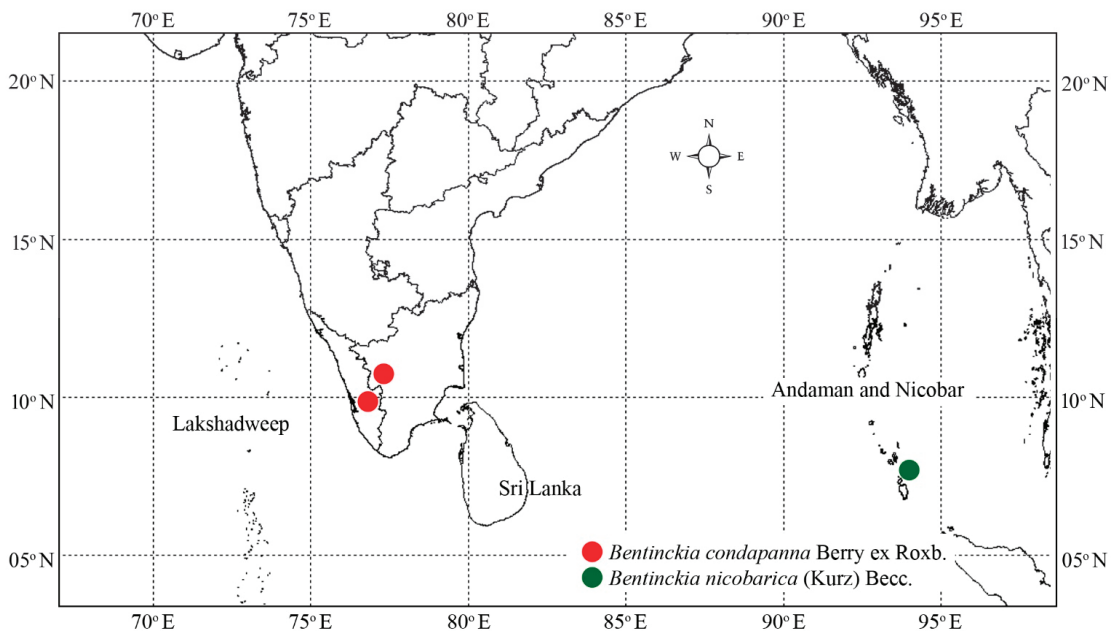 70° E 75° E 80° E 85° E 90° E 95° E
20° N 20° N
N
W E
S
15° N 15° N
Andaman and Nicobar
10° N 10° N
Lakshadweep
Sri Lanka
Bentinckia condapanna Berry ex Roxb.
05° N 05° N
Bentinckia nicobarica (Kurz) Becc.
70° E 75° E 80° E 85° E 90° E 95° E